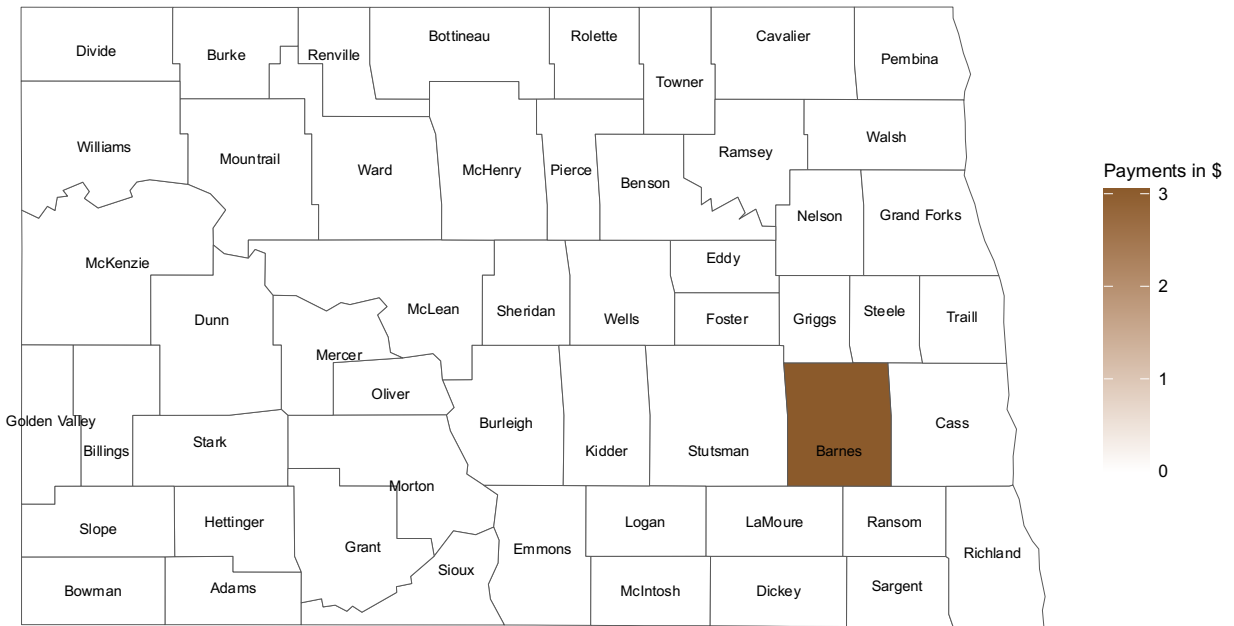 Divide
Burke
Renville
Bottineau
Rolette
Cavalier
Pembina
Towner
Williams
Mountrail
Ward
McHenry
Pierce
Benson
Ramsey
Walsh
Nelson
Grand Forks
McKenzie
Dunn
McLean
Sheridan
Wells
Eddy
Foster
Griggs
Steele
Traill
Mercer
Oliver
Golden Valley
Billings
Stark
Burleigh
Kidder
Stutsman
Barnes
Cass
Morton
Slope
Hettinger
Grant
Sioux
Emmons
Logan
LaMoure
Ransom
Richland
Bowman
Adams
McIntosh
Dickey
Sargent
Payments in $
3
2
1
0